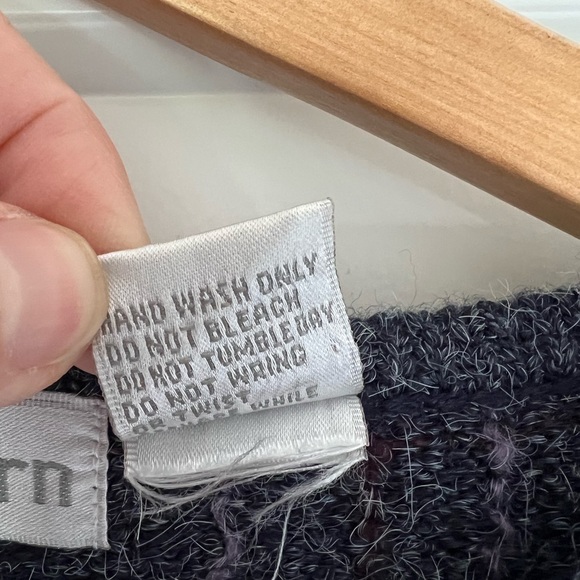 HAND WASH ONLY
DO NOT BLEACH
DO NOT TUMBLE DRY
DO NOT WRING
OR TWIST
WHILE
rn